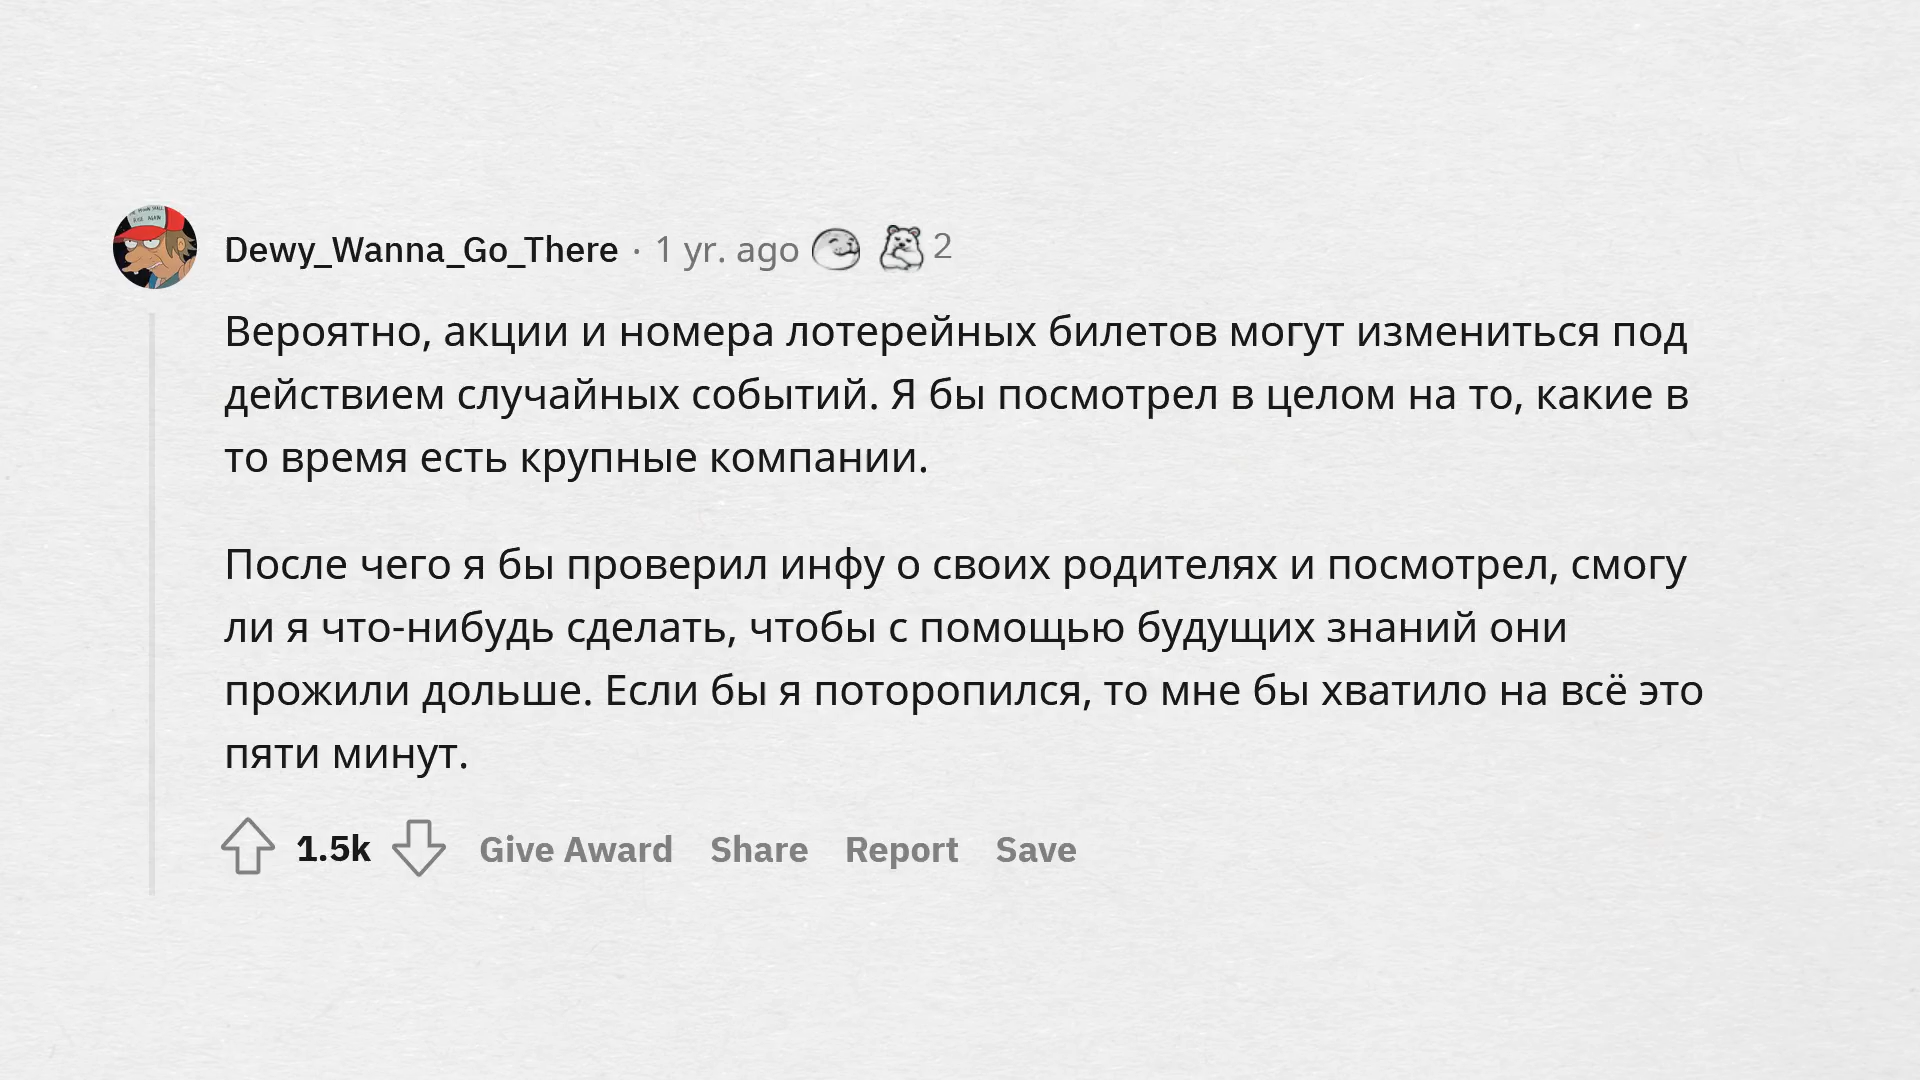 Dewy_Wanna_Go_There · 1 yr. ago 2
Вероятно, акции и номера лотерейных билетов могут измениться под
действием случайных событий. Я бы посмотрел в целом на то, какие в
то время есть крупные компании.
После чего я бы проверил инфу о своих родителях и посмотрел, смогу
ли я что-нибудь сделать, чтобы с помощью будущих знаний они
прожили дольше. Если бы я поторопился, то мне бы хватило на всё это
пяти минут.
1.5k Give Award Share Report Save